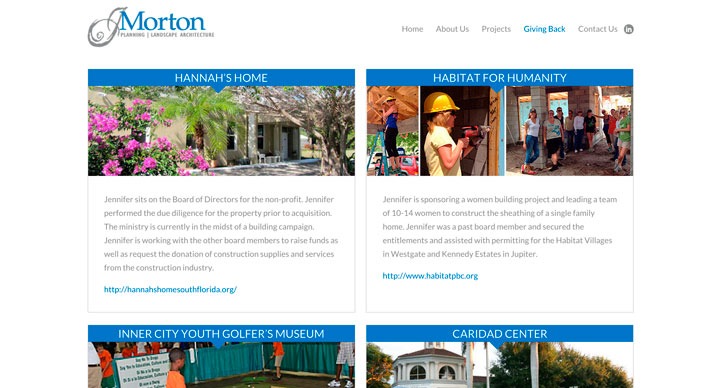 JMorton
PLANNING | LANDSCAPE ARCHITECTURE
Home About Us Projects Giving Back Contact Us in
HANNAH'S HOME
Jennifer sits on the Board of Directors for the non-profit. Jennifer
performed the due diligence for the property prior to acquisition.
The ministry is currently in the midst of a building campaign.
Jennifer is working with the other board members to raise funds as
well as request the donation of construction supplies and services
from the construction industry.
http://hannahshomesouthflorida.org/
HABITAT FOR HUMANITY
Jennifer is sponsoring a women building project and leading a team
of 10-14 women to construct the sheathing of a single family
home. Jennifer was a past board member and secured the
entitlements and assisted with permitting for the Habitat Villages
in Westgate and Kennedy Estates in Jupiter.
http://www.habitatpbc.org
INNER CITY YOUTH GOLFER'S MUSEUM
Say No To Drugs
CARIDAD CENTER